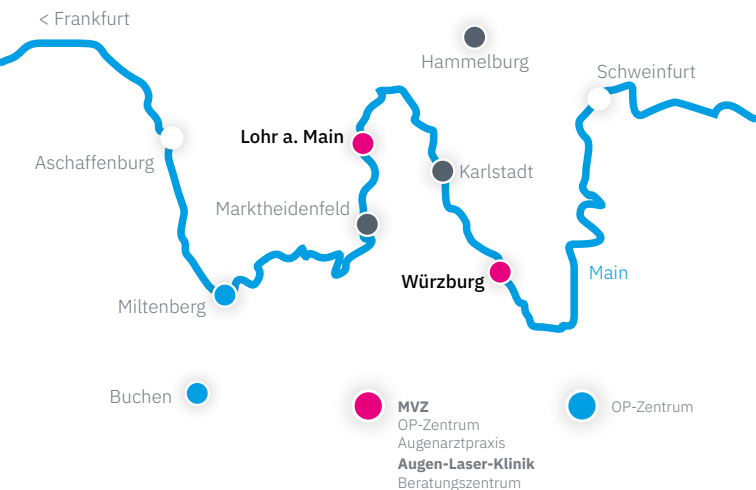 < Frankfurt
Hammelburg
Schweinfurt
Lohr a. Main
Aschaffenburg
Karlstadt
Marktheidenfeld
Main
Würzburg
Miltenberg
Buchen
MVZ
OP-Zentrum
Augenarztpraxis
Augen-Laser-Klinik
Beratungszentrum
OP-Zentrum